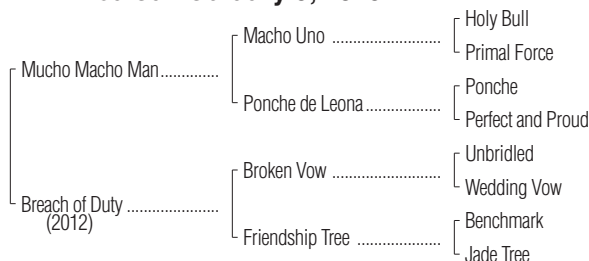 Holy Bull
Macho Uno ...................
Primal Force
Mucho Macho Man..............
Ponche
Ponche de Leona...................
Perfect and Proud
Unbridled
Broken Vow ...................
Wedding Vow
Breach of Duty .....................
(2012)
Benchmark
Friendship Tree ...................
Jade Tree